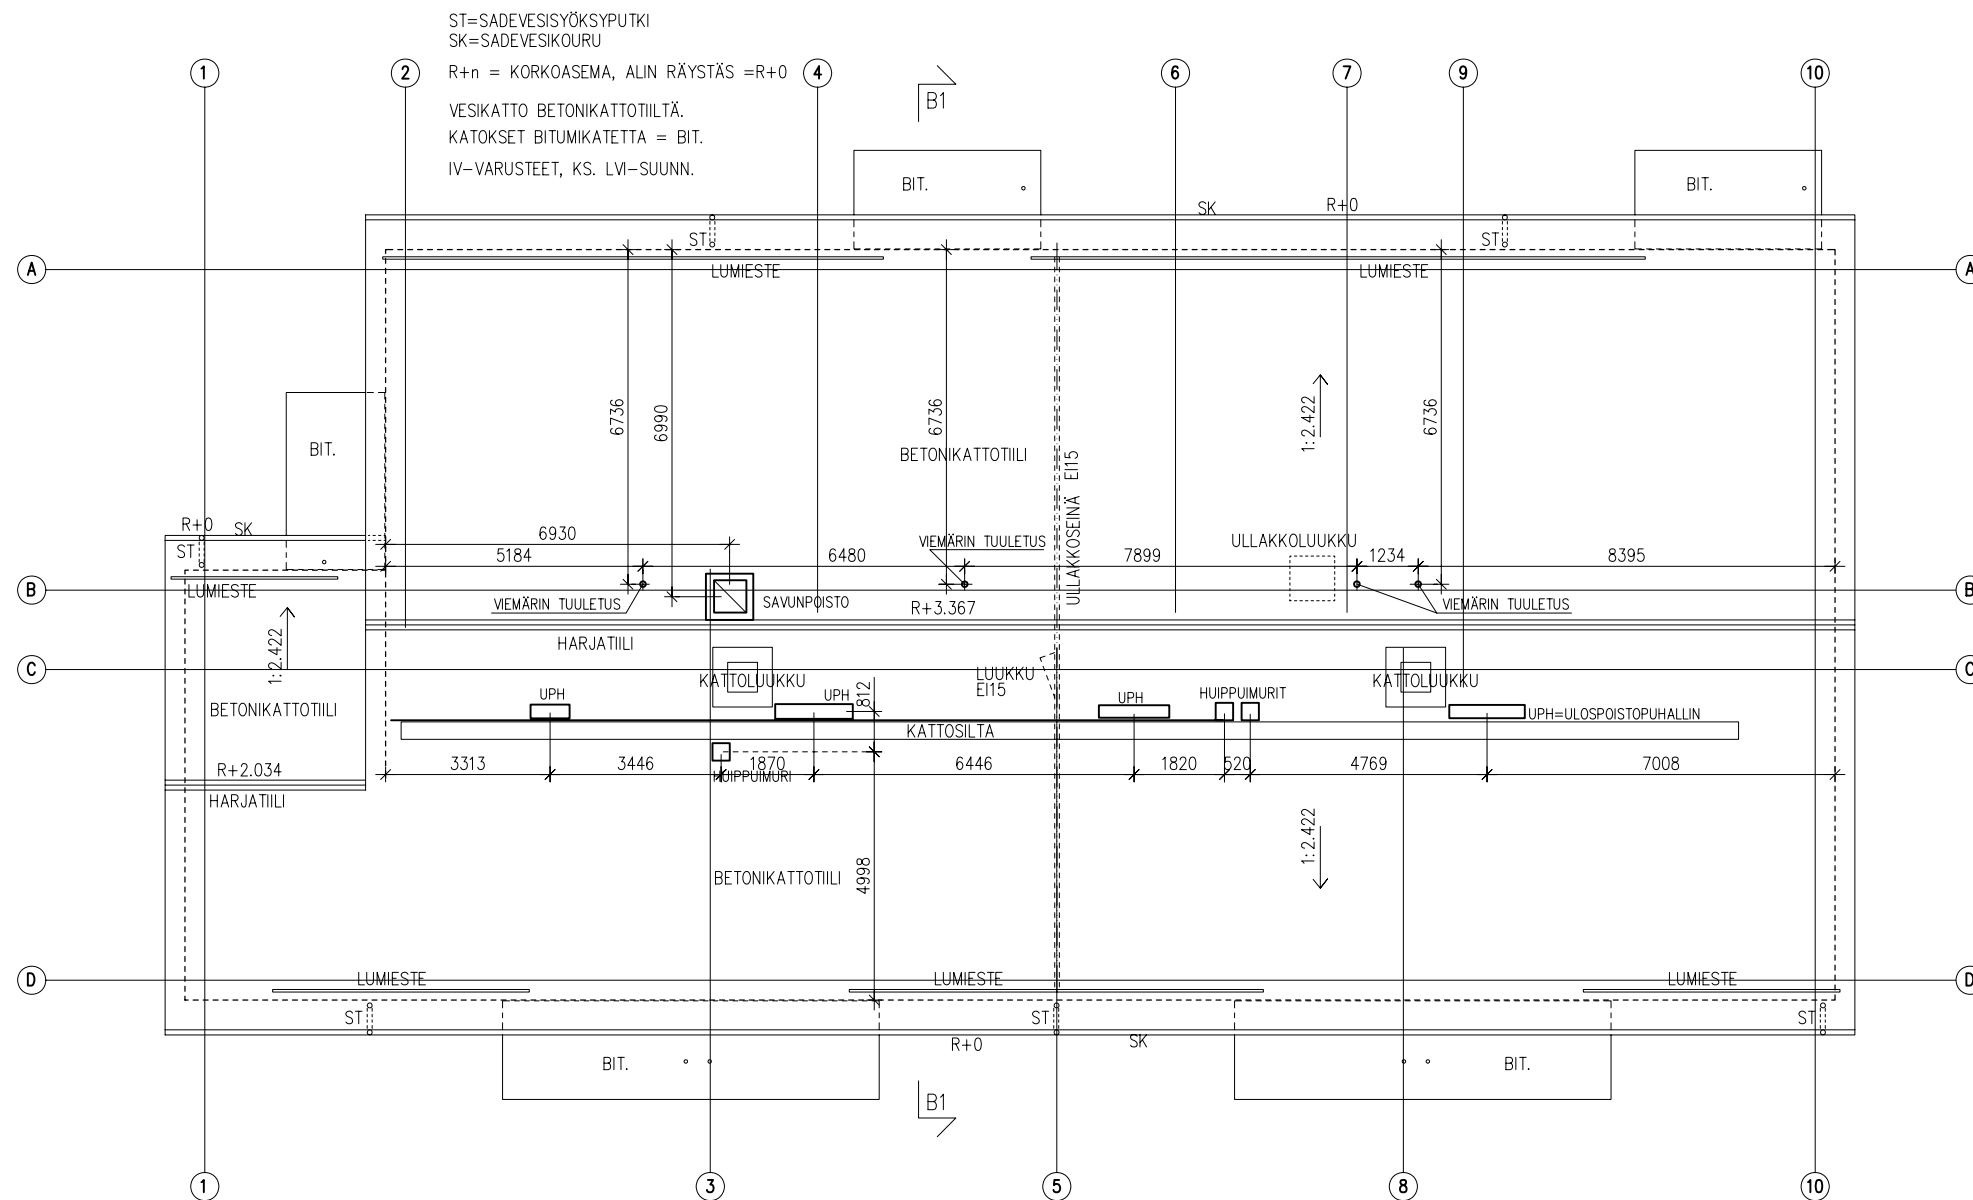 ST=SADEVESISYÖKSYPUTKI
SK=SADEVESIKOURU
R+n = KORKOASEMA, ALIN RÄYSTÄS =R+0
VESIKATTO BETONIKATTOTIILTÄ.
KATOKSET BITUMIKATETTA = BIT.
IV-VARUSTEET, KS. LVI-SUUNN.
1
2
4
6
7
9
10
B1
BIT.
BIT.
SK
R+0
ST
ST
A
LUMIESTE
LUMIESTE
A
6736
6990
6736
1:2.422
6736
BIT.
BETONIKATTOTIILI
ULLAKKOSEINÄ EI15
R+0
SK
ST
6930
5184
6480
VIEMÄRIN TUULETUS
7899
ULLAKKOLUUKKU
1234
8395
B
LUMIESTE
VIEMÄRIN TUULETUS
SAVUNPOISTO
R+3.367
VIEMÄRIN TUULETUS
B
1:2.422
HARJATIILI
C
KATTOLUUKKU
LUUKKU
EI15
KATTOLUUKKU
C
812
UPH
UPH
UPH
HUIPPUIMURIT
UPH=ULOSPOISTOPUHALLIN
BETONIKATTOTIILI
KATTOSILTA
R+2.034
3313
3446
1870
6446
1820
520
4769
7008
HUIPPUIMURI
HARJATIILI
1:2.422
BETONIKATTOTIILI
4998
D
LUMIESTE
LUMIESTE
LUMIESTE
D
ST
ST
ST
R+0
SK
BIT.
BIT.
B1
1
3
5
8
10